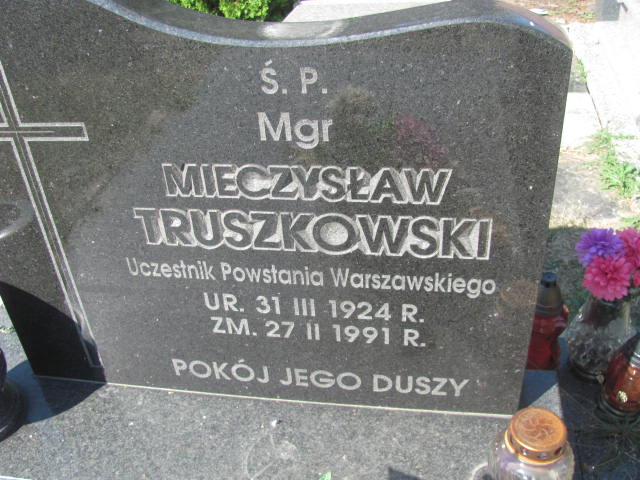 Ś. P.
Mgr
MIECZYSŁAW
TRUSZKOWSKI
Uczestnik Powstania Warszawskiego
UR. 31 III 1924 R.
ZM. 27 II 1991 R.
POKÓJ JEGO DUSZY